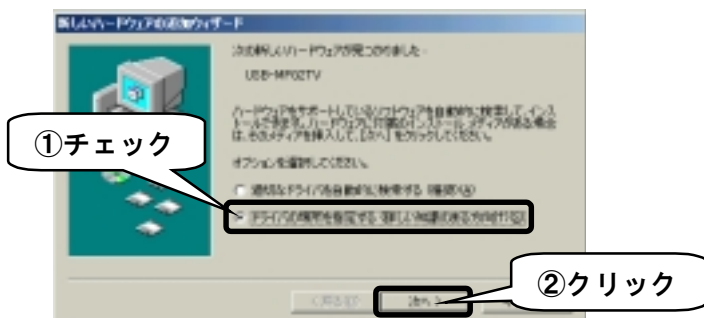 新しいハードウェアの追加ウィザード
次の新しいハードウェアが見つかりました:
USB-MP02TV
ハードウェアをサポートしているソフトウェアを自動的に検索して、インス
トールできます。ハードウェアに付属のインストール メディアがある場合
は、そのメディアを挿入して、[次へ] をクリックしてください。
①チェック
オプションを選択してください。
適切なドライバを自動的に検索する (推奨)(A)
ドライバの場所を指定する (詳しい知識のある方向け)(S)
< 戻る(B)
次へ >
②クリック